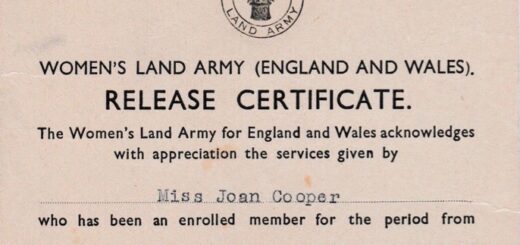 LAND ARMY
WOMEN'S LAND ARMY (ENGLAND AND WALES).
RELEASE CERTIFICATE.
The Women's Land Army for England and Wales acknowledges
with appreciation the services given by
Miss Joan Cooper
who has been an enrolled member for the period from